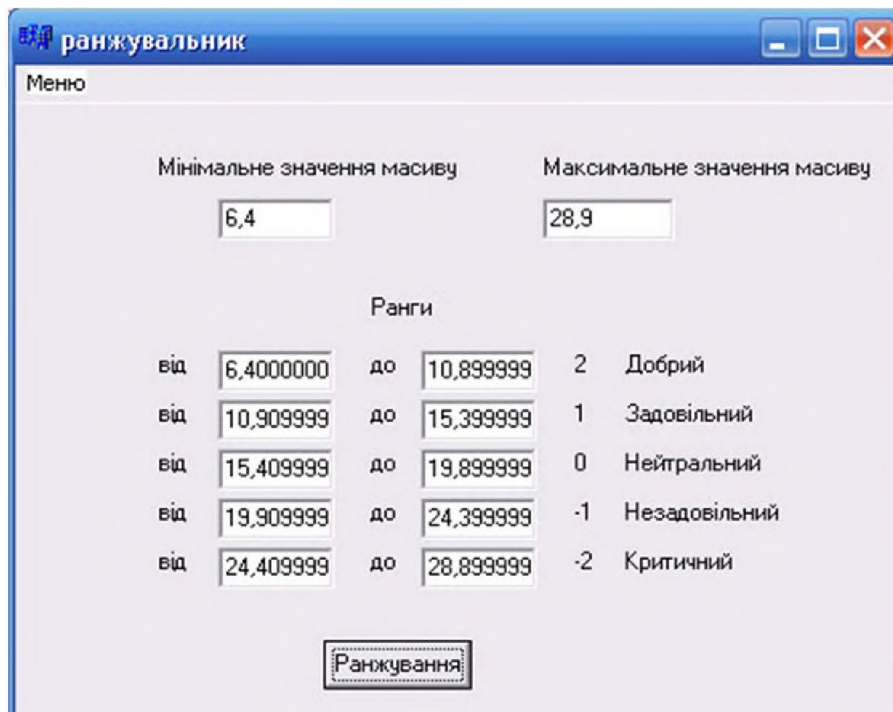 ранжувальник
Меню
Мінімальне значення масиву Максимальне значення масиву
6,4 28,9
Ранги
від 6,4000000 до 10,899999 2 Добрий
від 10,909999 до 15,399999 1 Задовільний
від 15,409999 до 19,899999 0 Нейтральний
від 19,909999 до 24,399999 -1 Незадовільний
від 24,409999 до 28,899999 -2 Критичний
Ранжування